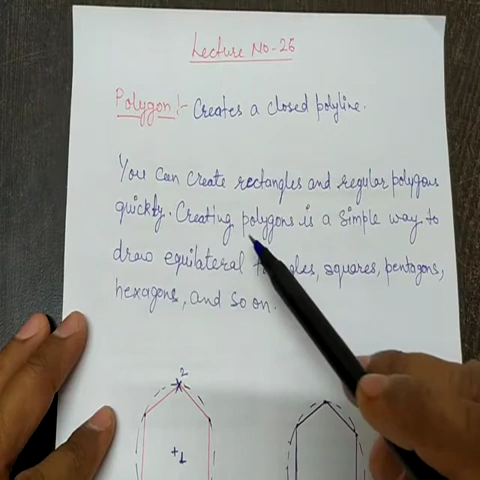 Lecture No-26
Polygon:- Creates a closed polyline.
You can create rectangles and regular polygons
quickly. Creating polygons is a simple way to
draw equilateral squares, pentagons,
hexagons, and so on.
2
+1